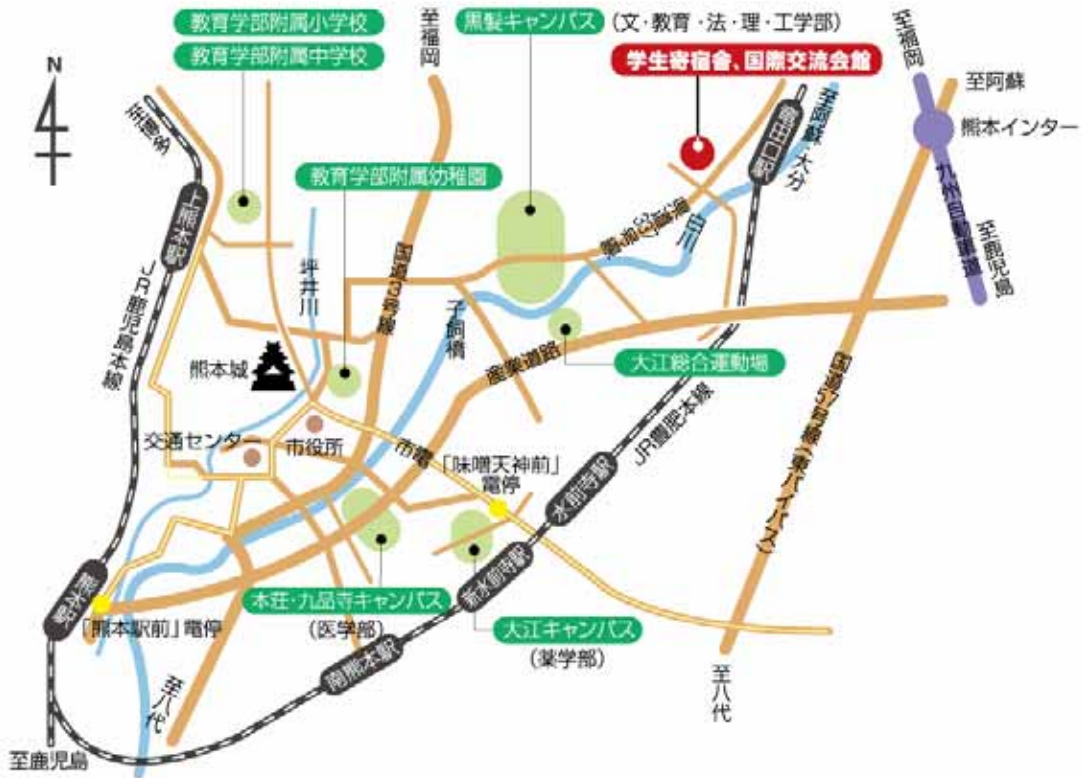 教育学部附属小学校
教育学部附属中学校
至福岡
黒髪キャンパス (文・教育・法・理・工学部)
学生寄宿舎、国際交流会館
至福岡
至阿蘇
熊本インター
九州自動車道
至鹿児島
N
上熊本駅
JR鹿児島本線
教育学部附属幼稚園
坪井川
国道3号線
子飼橋
白川
至阿蘇・大分
産業道路
大江総合運動場
JR豊肥本線
国道57号線(東バイパス)
熊本城
交通センター
市役所
市電
「味噌天神前」
電停
水前寺駅
新水前寺駅
南熊本駅
本荘・九品寺キャンパス
(医学部)
大江キャンパス
(薬学部)
熊本駅
「熊本駅前」電停
至八代
至八代
至鹿児島